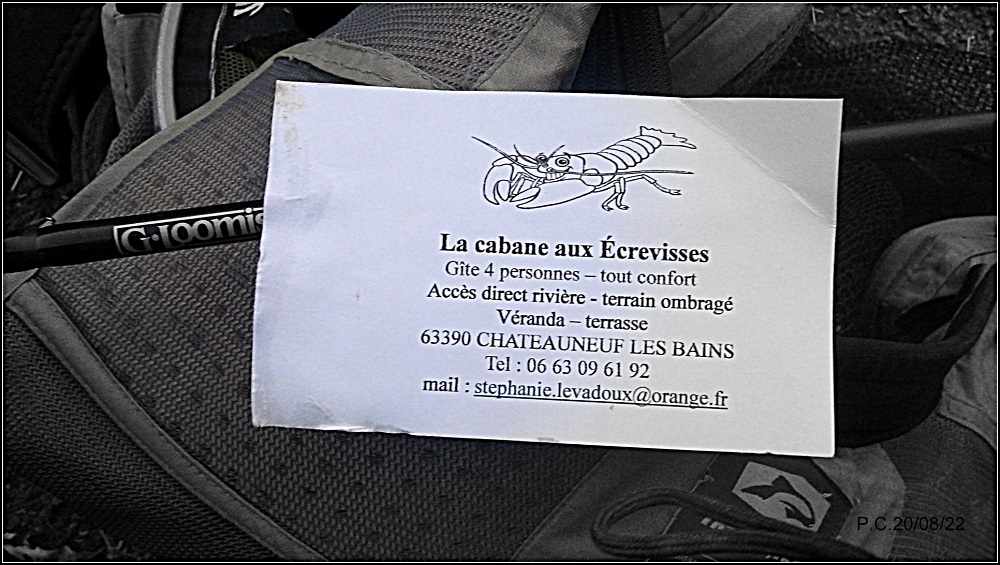 G.Loomis
La cabane aux Écrevisses
Gîte 4 personnes – tout confort
Accès direct rivière - terrain ombragé
Véranda – terrasse
63390 CHATEAUNEUF LES BAINS
Tel : 06 63 09 61 92
mail : stephanie.levadoux@orange.fr
P.C.20/08/22